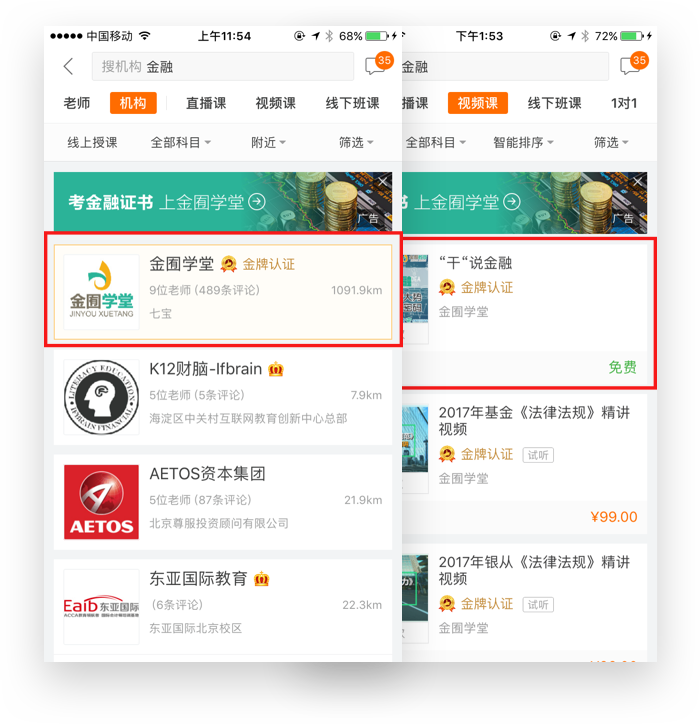 中国移动
上午11:54
68%
搜机构 金融
35
老师
机构
直播课
视频课
线下班课
线上授课
全部科目
附近
筛选
考金融证书 上金囿学堂
广告
金囿学堂
JINYOU XUETANG
金囿学堂 金牌认证
9位老师 (489条评论)
1091.9km
七宝
LITERACY EDUCATION
IFBRAIN FINANCIAL
K12财脑-Ifbrain
5位老师 (5条评论)
7.9km
海淀区中关村互联网教育创新中心总部
AETOS
AETOS资本集团
5位老师 (87条评论)
21.9km
北京尊服投资顾问有限公司
Eaib 东亚国际
东亚国际教育
(6条评论)
22.3km
东亚国际北京校区
下午1:53
72%
金融
35
播课
视频课
线下班课
1对1
全部科目
智能排序
筛选
书 上金囿学堂
广告
“干“说金融
金牌认证
金囿学堂
免费
2017年基金《法律法规》精讲
视频
金牌认证 试听
金囿学堂
¥99.00
2017年银从《法律法规》精讲
视频
金牌认证 试听
金囿学堂